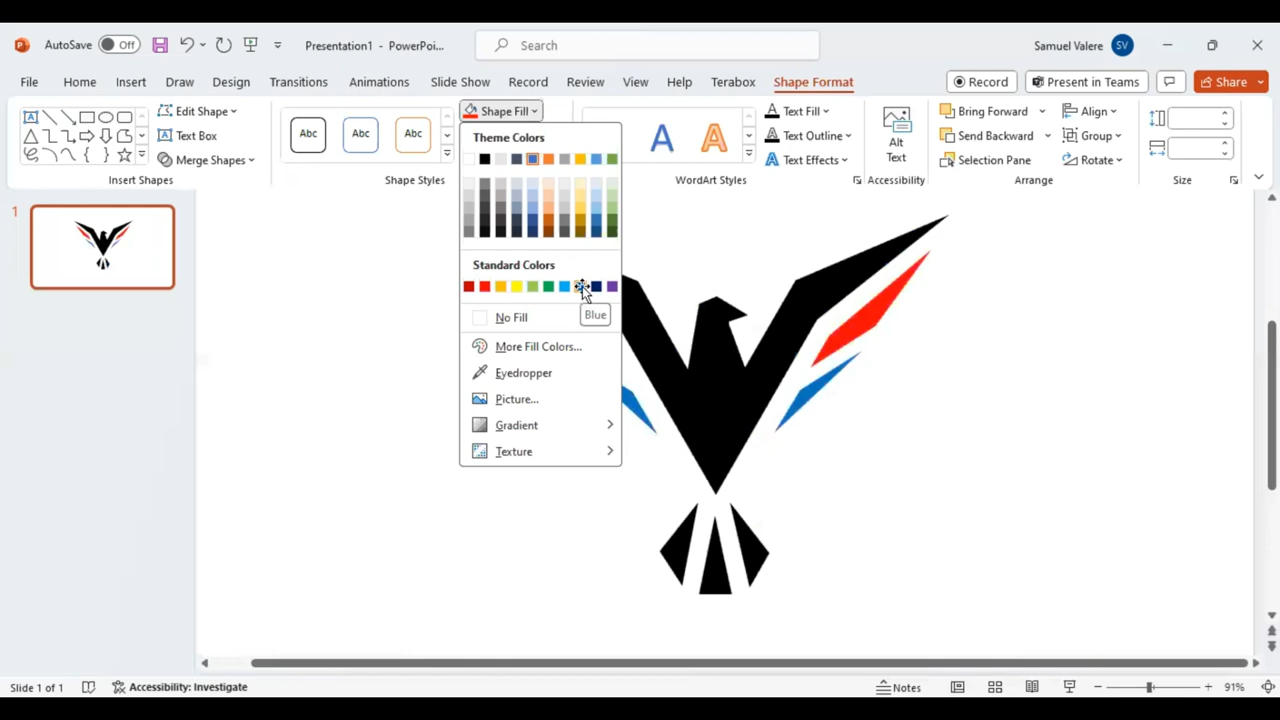 AutoSave Off Presentation1 - PowerPoi... Search Samuel Valere SV
File Home Insert Draw Design Transitions Animations Slide Show Record Review View Help Terabox Shape Format Record Present in Teams Share
Edit Shape
Text Box
Merge Shapes
Insert Shapes
Abc Abc Abc
Shape Styles
Shape Fill
Theme Colors
Standard Colors
Blue
No Fill
More Fill Colors...
Eyedropper
Picture...
Gradient
Texture
A A
Text Fill
Text Outline
Text Effects
WordArt Styles
Alt
Text
Accessibility
Bring Forward
Send Backward
Selection Pane
Align
Group
Rotate
Arrange
Size
1
Slide 1 of 1 Accessibility: Investigate Notes 91%